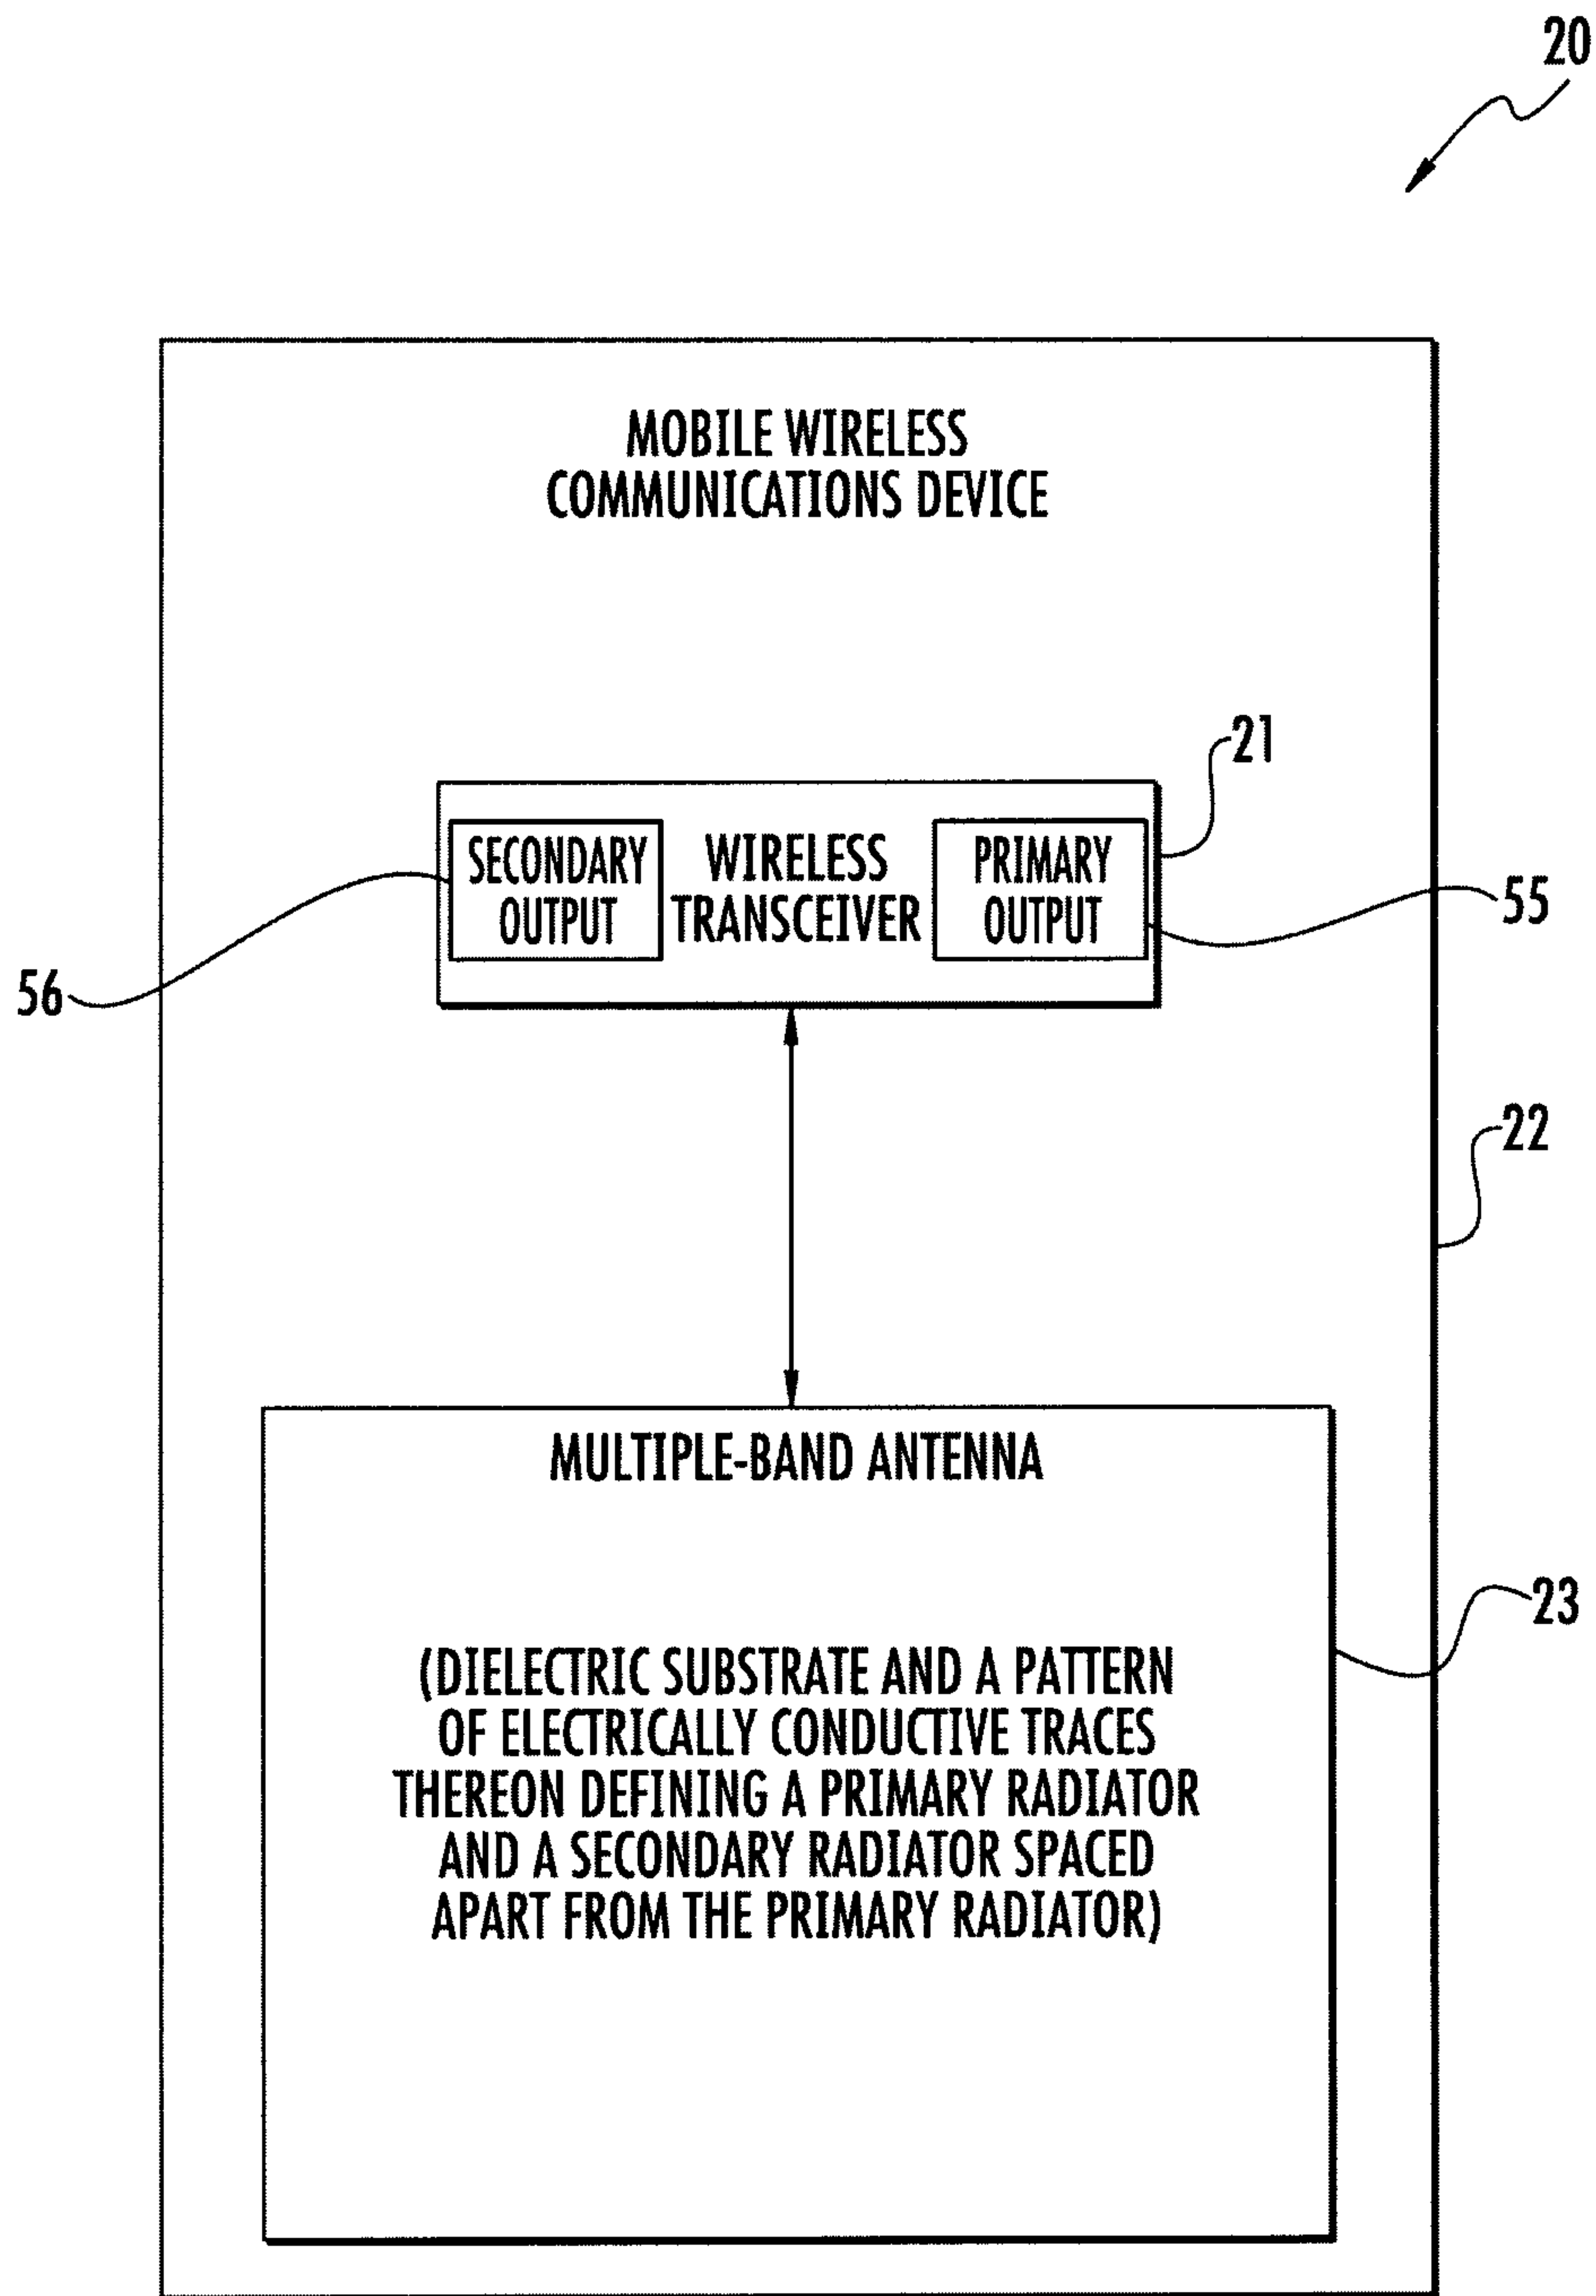 20
MOBILE WIRELESS
COMMUNICATIONS DEVICE
21
SECONDARY
OUTPUT
WIRELESS
TRANSCEIVER
PRIMARY
OUTPUT
55
56
22
MULTIPLE-BAND ANTENNA
23
(DIELECTRIC SUBSTRATE AND A PATTERN
OF ELECTRICALLY CONDUCTIVE TRACES
THEREON DEFINING A PRIMARY RADIATOR
AND A SECONDARY RADIATOR SPACED
APART FROM THE PRIMARY RADIATOR)